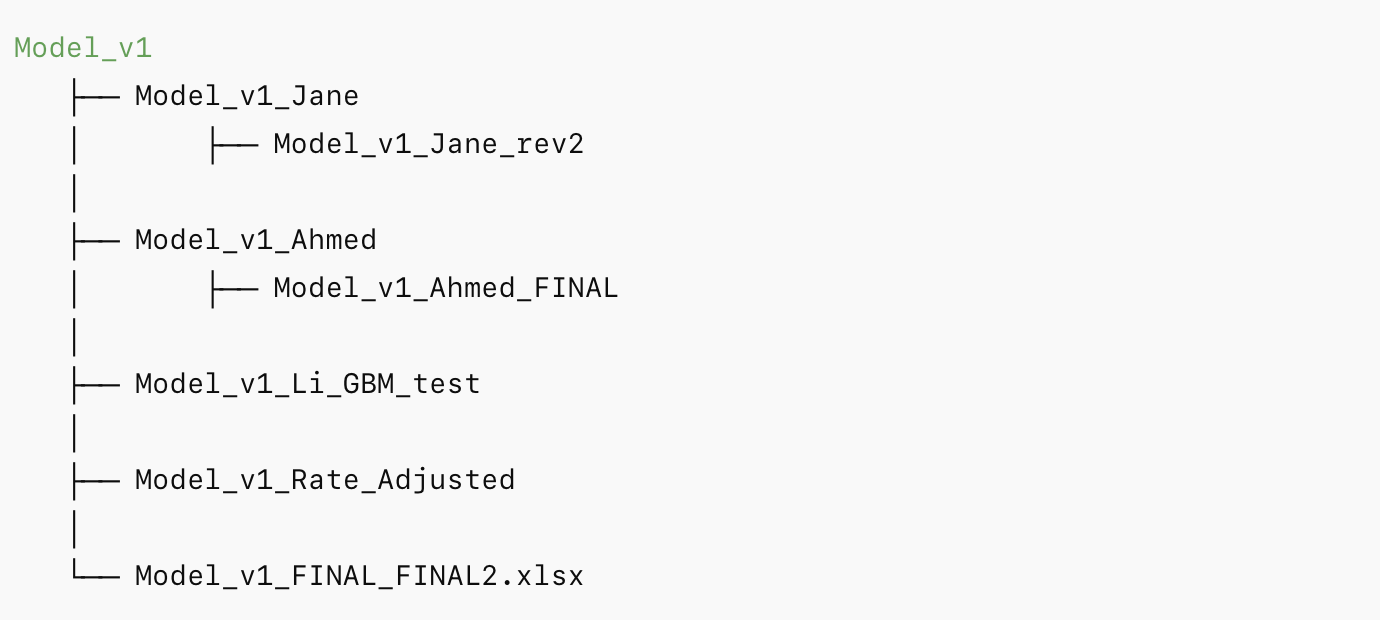 Model_v1
├── Model_v1_Jane
│       ├── Model_v1_Jane_rev2
│
├── Model_v1_Ahmed
│       ├── Model_v1_Ahmed_FINAL
│
├── Model_v1_Li_GBM_test
│
├── Model_v1_Rate_Adjusted
│
└── Model_v1_FINAL_FINAL2.xlsx